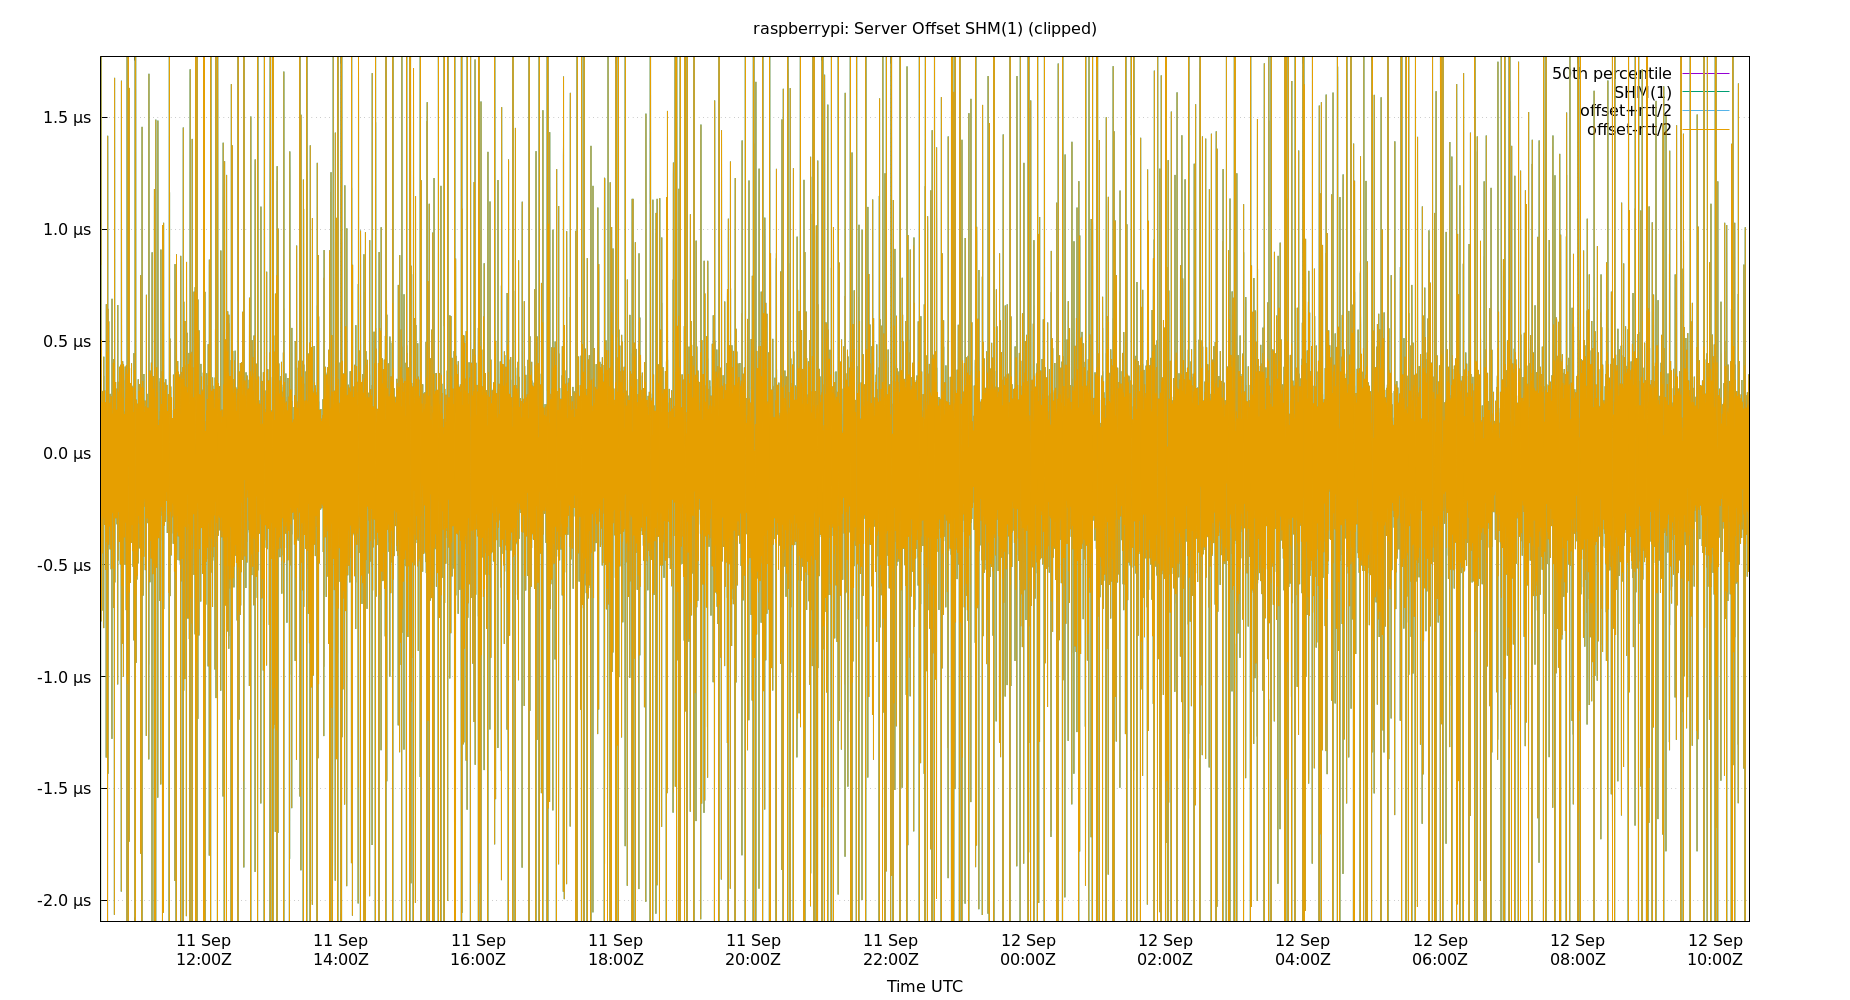 raspberrypi: Server Offset SHM(1) (clipped)
50th percentile
SHM(1)
offset+rtt/2
offset-rtt/2
1.5 µs
1.0 µs
0.5 µs
0.0 µs
-0.5 µs
-1.0 µs
-1.5 µs
-2.0 µs
11 Sep 11 Sep 11 Sep 11 Sep 11 Sep 11 Sep 12 Sep 12 Sep 12 Sep 12 Sep 12 Sep 12 Sep
12:00Z 14:00Z 16:00Z 18:00Z 20:00Z 22:00Z 00:00Z 02:00Z 04:00Z 06:00Z 08:00Z 10:00Z
Time UTC